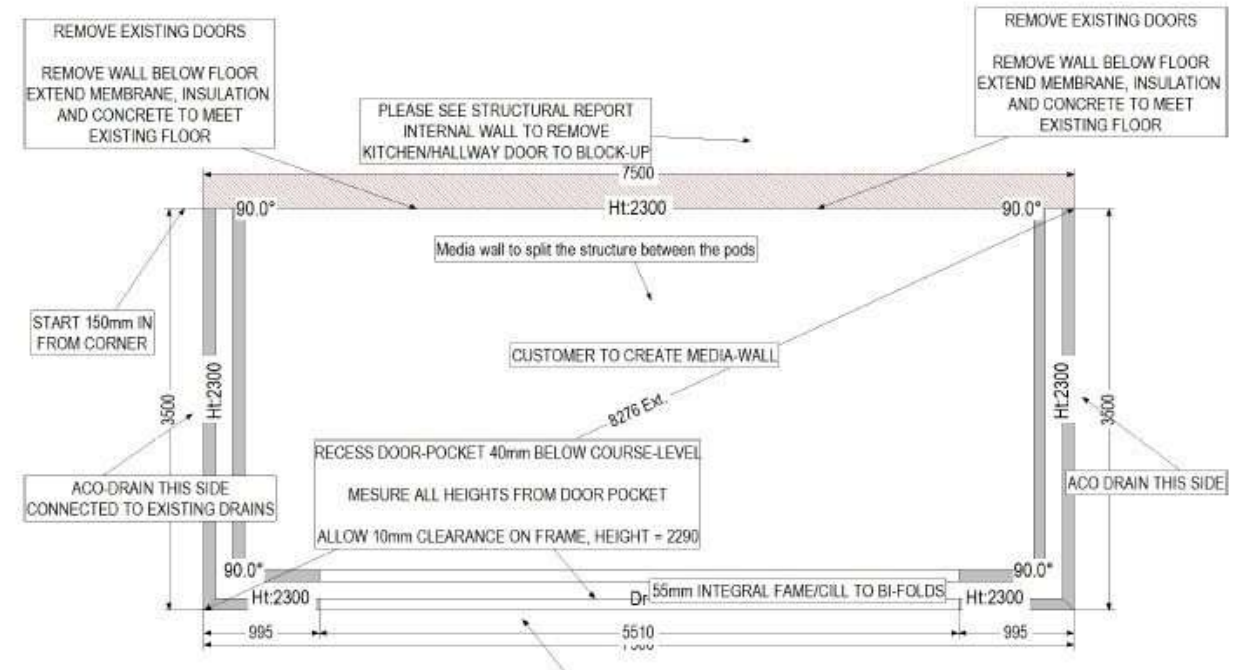 REMOVE EXISTING DOORS
REMOVE WALL BELOW FLOOR
EXTEND MEMBRANE, INSULATION
AND CONCRETE TO MEET
EXISTING FLOOR
PLEASE SEE STRUCTURAL REPORT
INTERNAL WALL TO REMOVE
KITCHEN/HALLWAY DOOR TO BLOCK-UP
REMOVE EXISTING DOORS
REMOVE WALL BELOW FLOOR
EXTEND MEMBRANE, INSULATION
AND CONCRETE TO MEET
EXISTING FLOOR
7500
90.0°
Ht:2300
90.0°
Media wall to split the structure between the pods
START 150mm IN
FROM CORNER
CUSTOMER TO CREATE MEDIA-WALL
3500
Ht:2300
8276 Ext.
Ht:2300
3500
RECESS DOOR-POCKET 40mm BELOW COURSE-LEVEL
MESURE ALL HEIGHTS FROM DOOR POCKET
ALLOW 10mm CLEARANCE ON FRAME, HEIGHT = 2290
ACO-DRAIN THIS SIDE
CONNECTED TO EXISTING DRAINS
ACO DRAIN THIS SIDE
90.0°
90.0°
Ht:2300
Dr
55mm INTEGRAL FAME/CILL TO BI-FOLDS
Ht:2300
995
5510
995